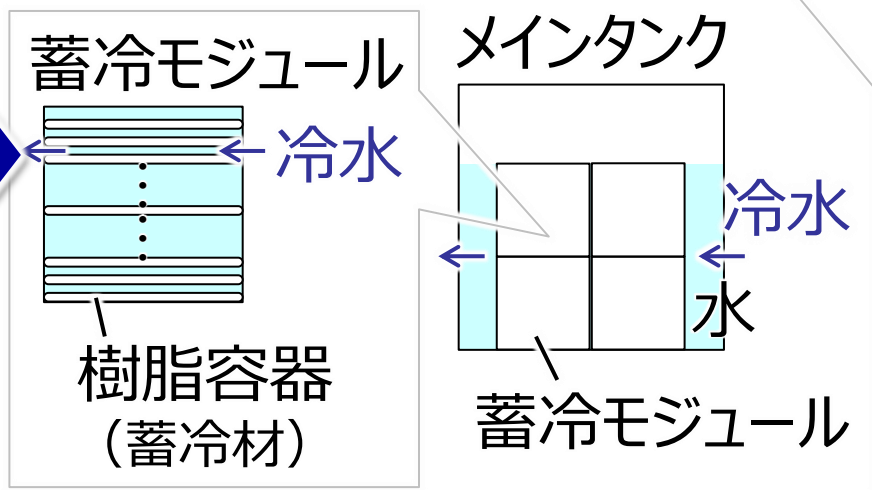 蓄冷モジュール
冷水
樹脂容器
（蓄冷材）
メインタンク
冷水
水
蓄冷モジュール